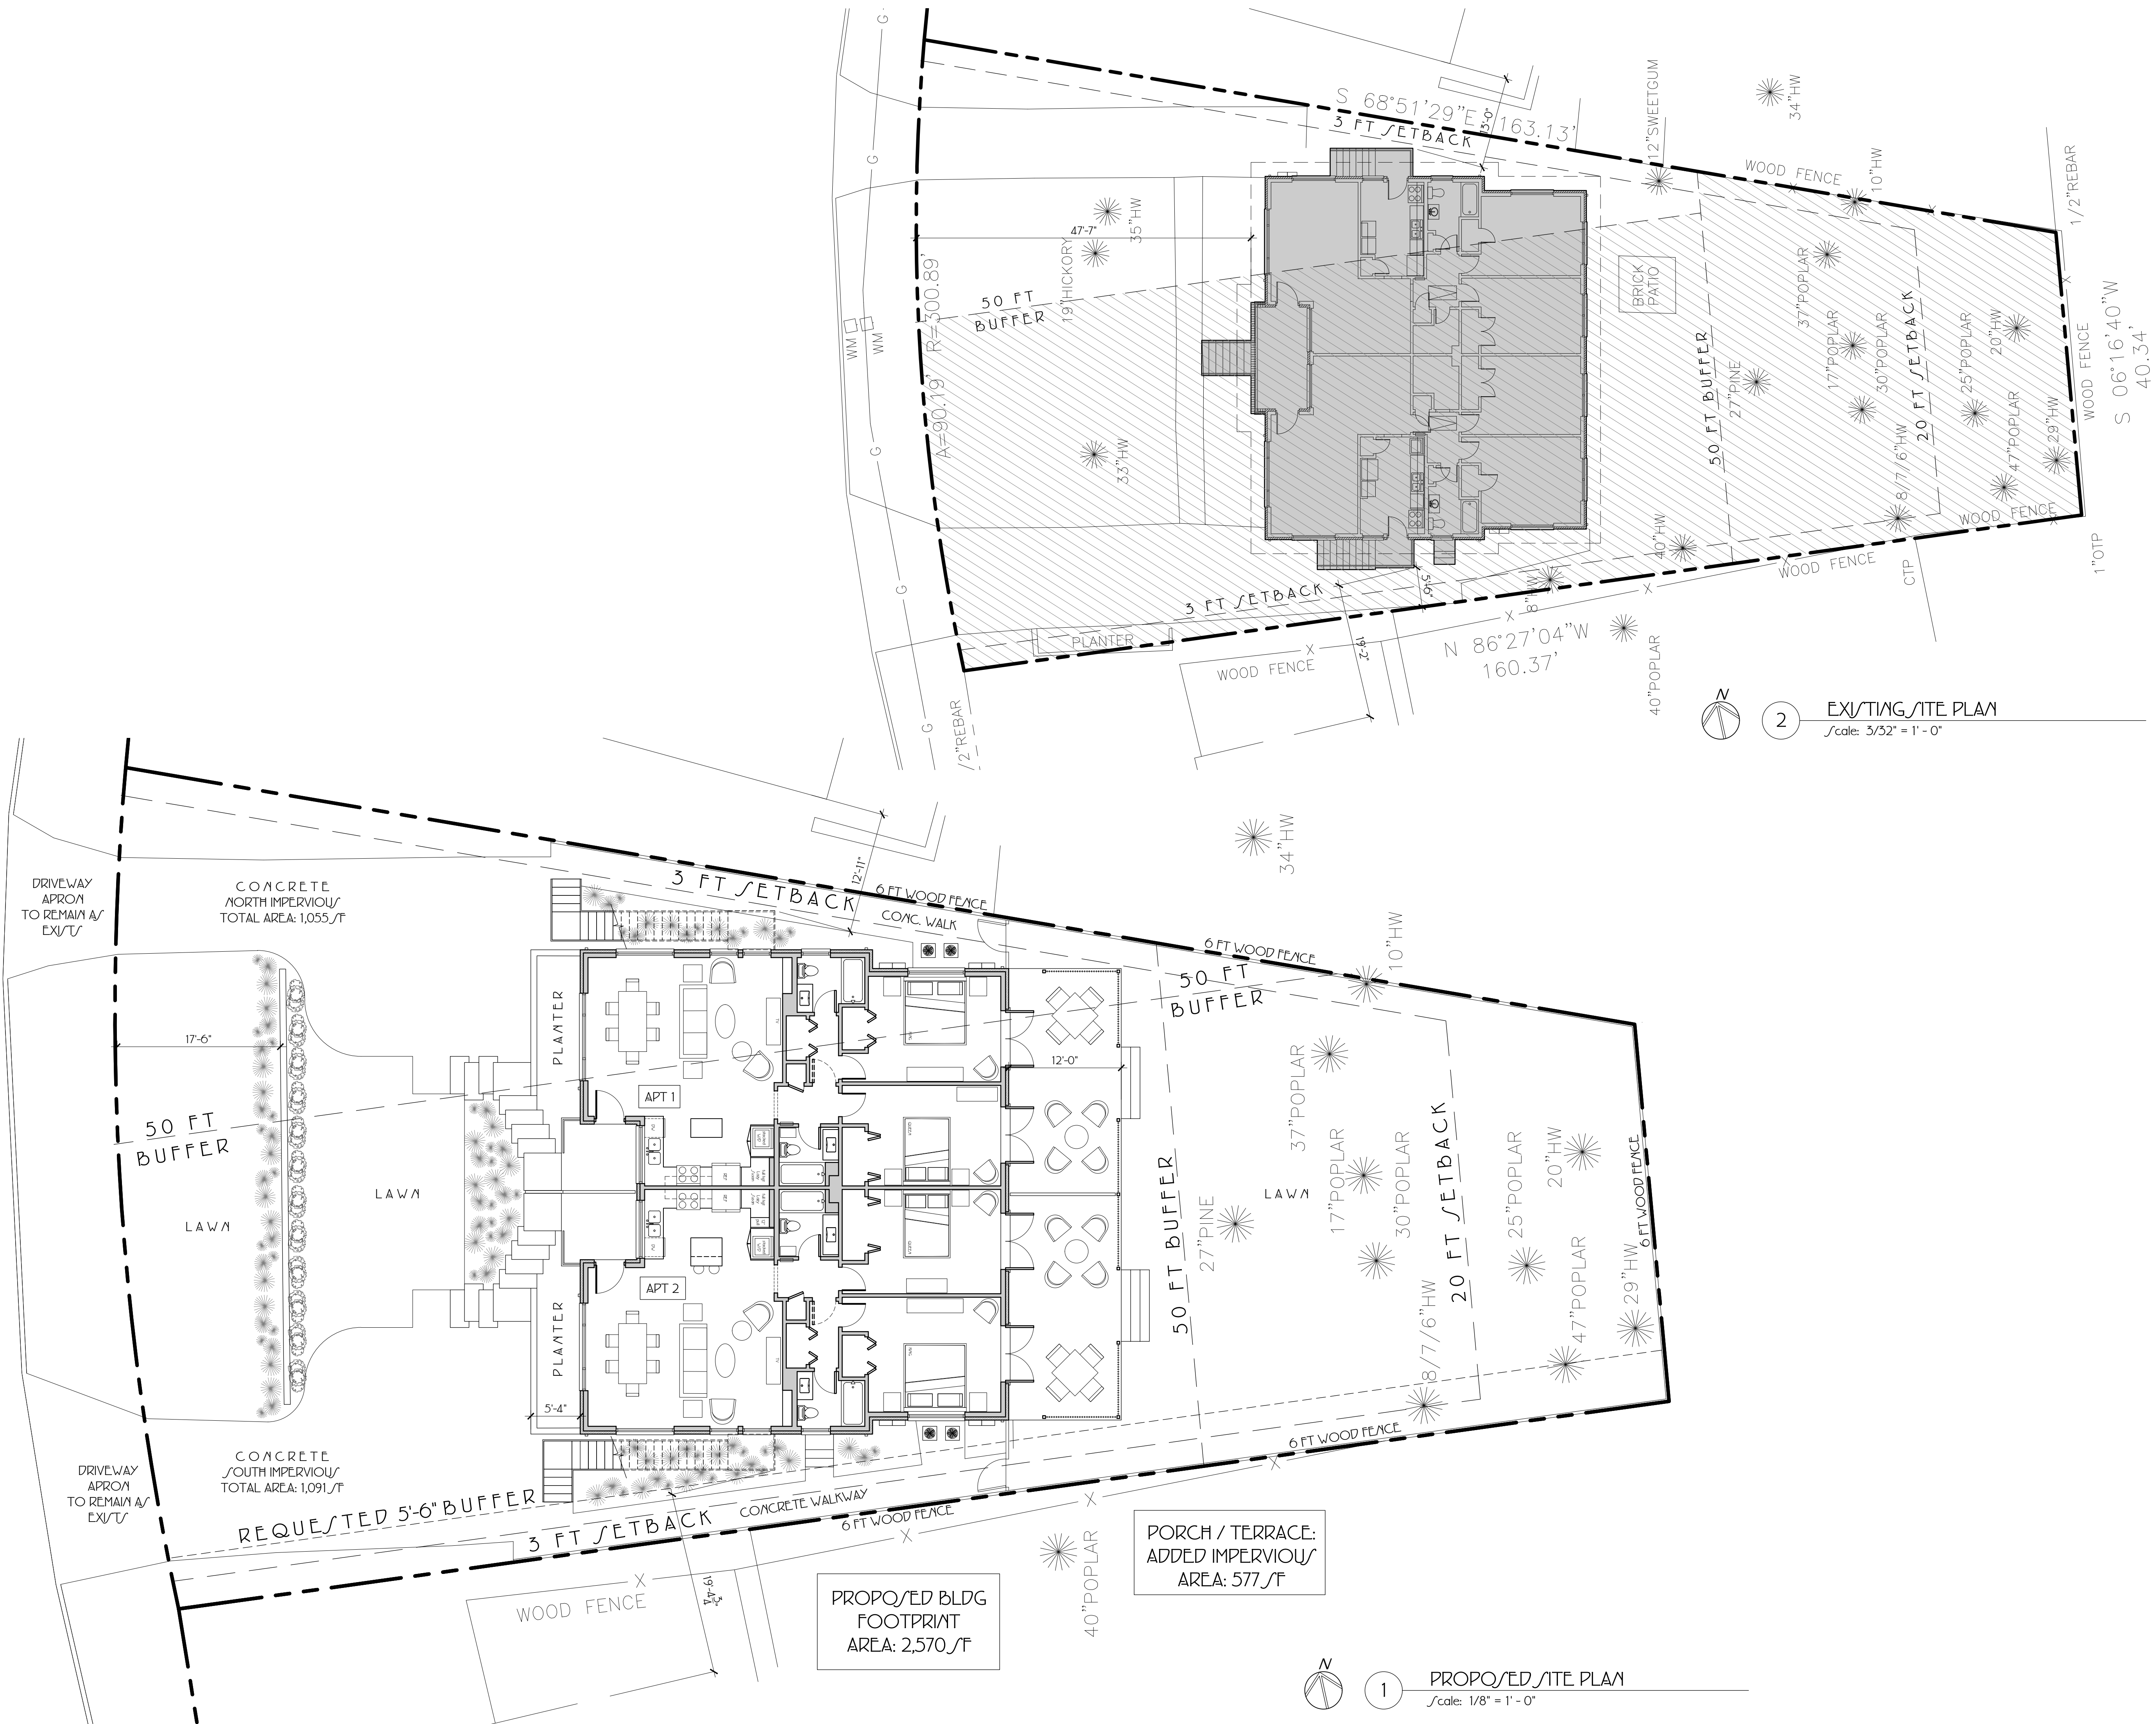 G
G
G
G
G
S 68°51'29"E
163.13'
3 FT SETBACK
13'-0"
12"SWEETGUM
34"HW
WOOD FENCE
10"HW
1/2"REBAR
47'-7"
35"HW
19"HICKORY
50 FT
BUFFER
R=300.89'
A=90.19'
WM
WM
33"HW
BRICK
PATIO
50 FT BUFFER
27"PINE
37"POPLAR
17"POPLAR
30"POPLAR
20 FT SETBACK
25"POPLAR
20"HW
47"POPLAR
29"HW
8/7/6"HW
WOOD FENCE
S 06°16'40"W
40.34'
WOOD FENCE
WOOD FENCE
40"HW
8"HW
CTP
1"OTP
3 FT SETBACK
5'-6"
PLANTER
X
X
X
19'-2"
WOOD FENCE
N 86°27'04"W
160.37'
40"POPLAR
/2"REBAR
N
2
EXISTING SITE PLAN
Scale: 3/32" = 1' - 0"
DRIVEWAY
APRON
TO REMAIN AS
EXISTS
CONCRETE
NORTH IMPERVIOUS
TOTAL AREA: 1,055 SF
3 FT SETBACK
12'-11"
6 FT WOOD FENCE
CONC. WALK
34"HW
6 FT WOOD FENCE
10"HW
50 FT
BUFFER
17'-6"
PLANTER
12'-0"
APT 1
50 FT
BUFFER
LAWN
LAWN
APT 2
PLANTER
5'-4"
50 FT BUFFER
27"PINE
LAWN
37"POPLAR
17"POPLAR
30"POPLAR
20 FT SETBACK
25"POPLAR
20"HW
47"POPLAR
29"HW
8/7/6"HW
6 FT WOOD FENCE
6 FT WOOD FENCE
CONCRETE
SOUTH IMPERVIOUS
TOTAL AREA: 1,091 SF
DRIVEWAY
APRON
TO REMAIN AS
EXISTS
REQUESTED 5'-6" BUFFER
3 FT SETBACK
CONCRETE WALKWAY
6 FT WOOD FENCE
X
X
X
X
WOOD FENCE
40"POPLAR
PORCH / TERRACE:
ADDED IMPERVIOUS
AREA: 577 SF
PROPOSED BLDG
FOOTPRINT
AREA: 2,570 SF
N
1
PROPOSED SITE PLAN
Scale: 1/8" = 1' - 0"